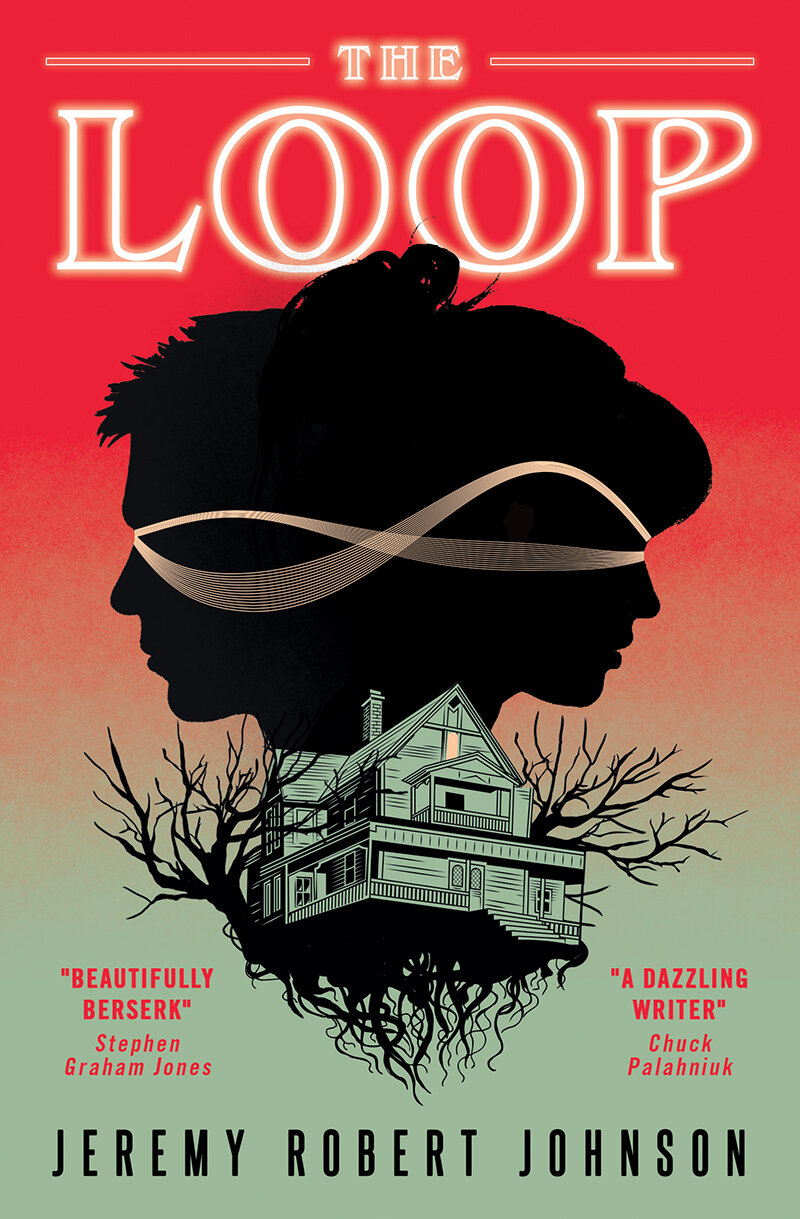 THE
LOOP
"BEAUTIFULLY
BERSERK"
Stephen
Graham Jones
"A DAZZLING
WRITER"
Chuck
Palahniuk
JEREMY ROBERT JOHNSON